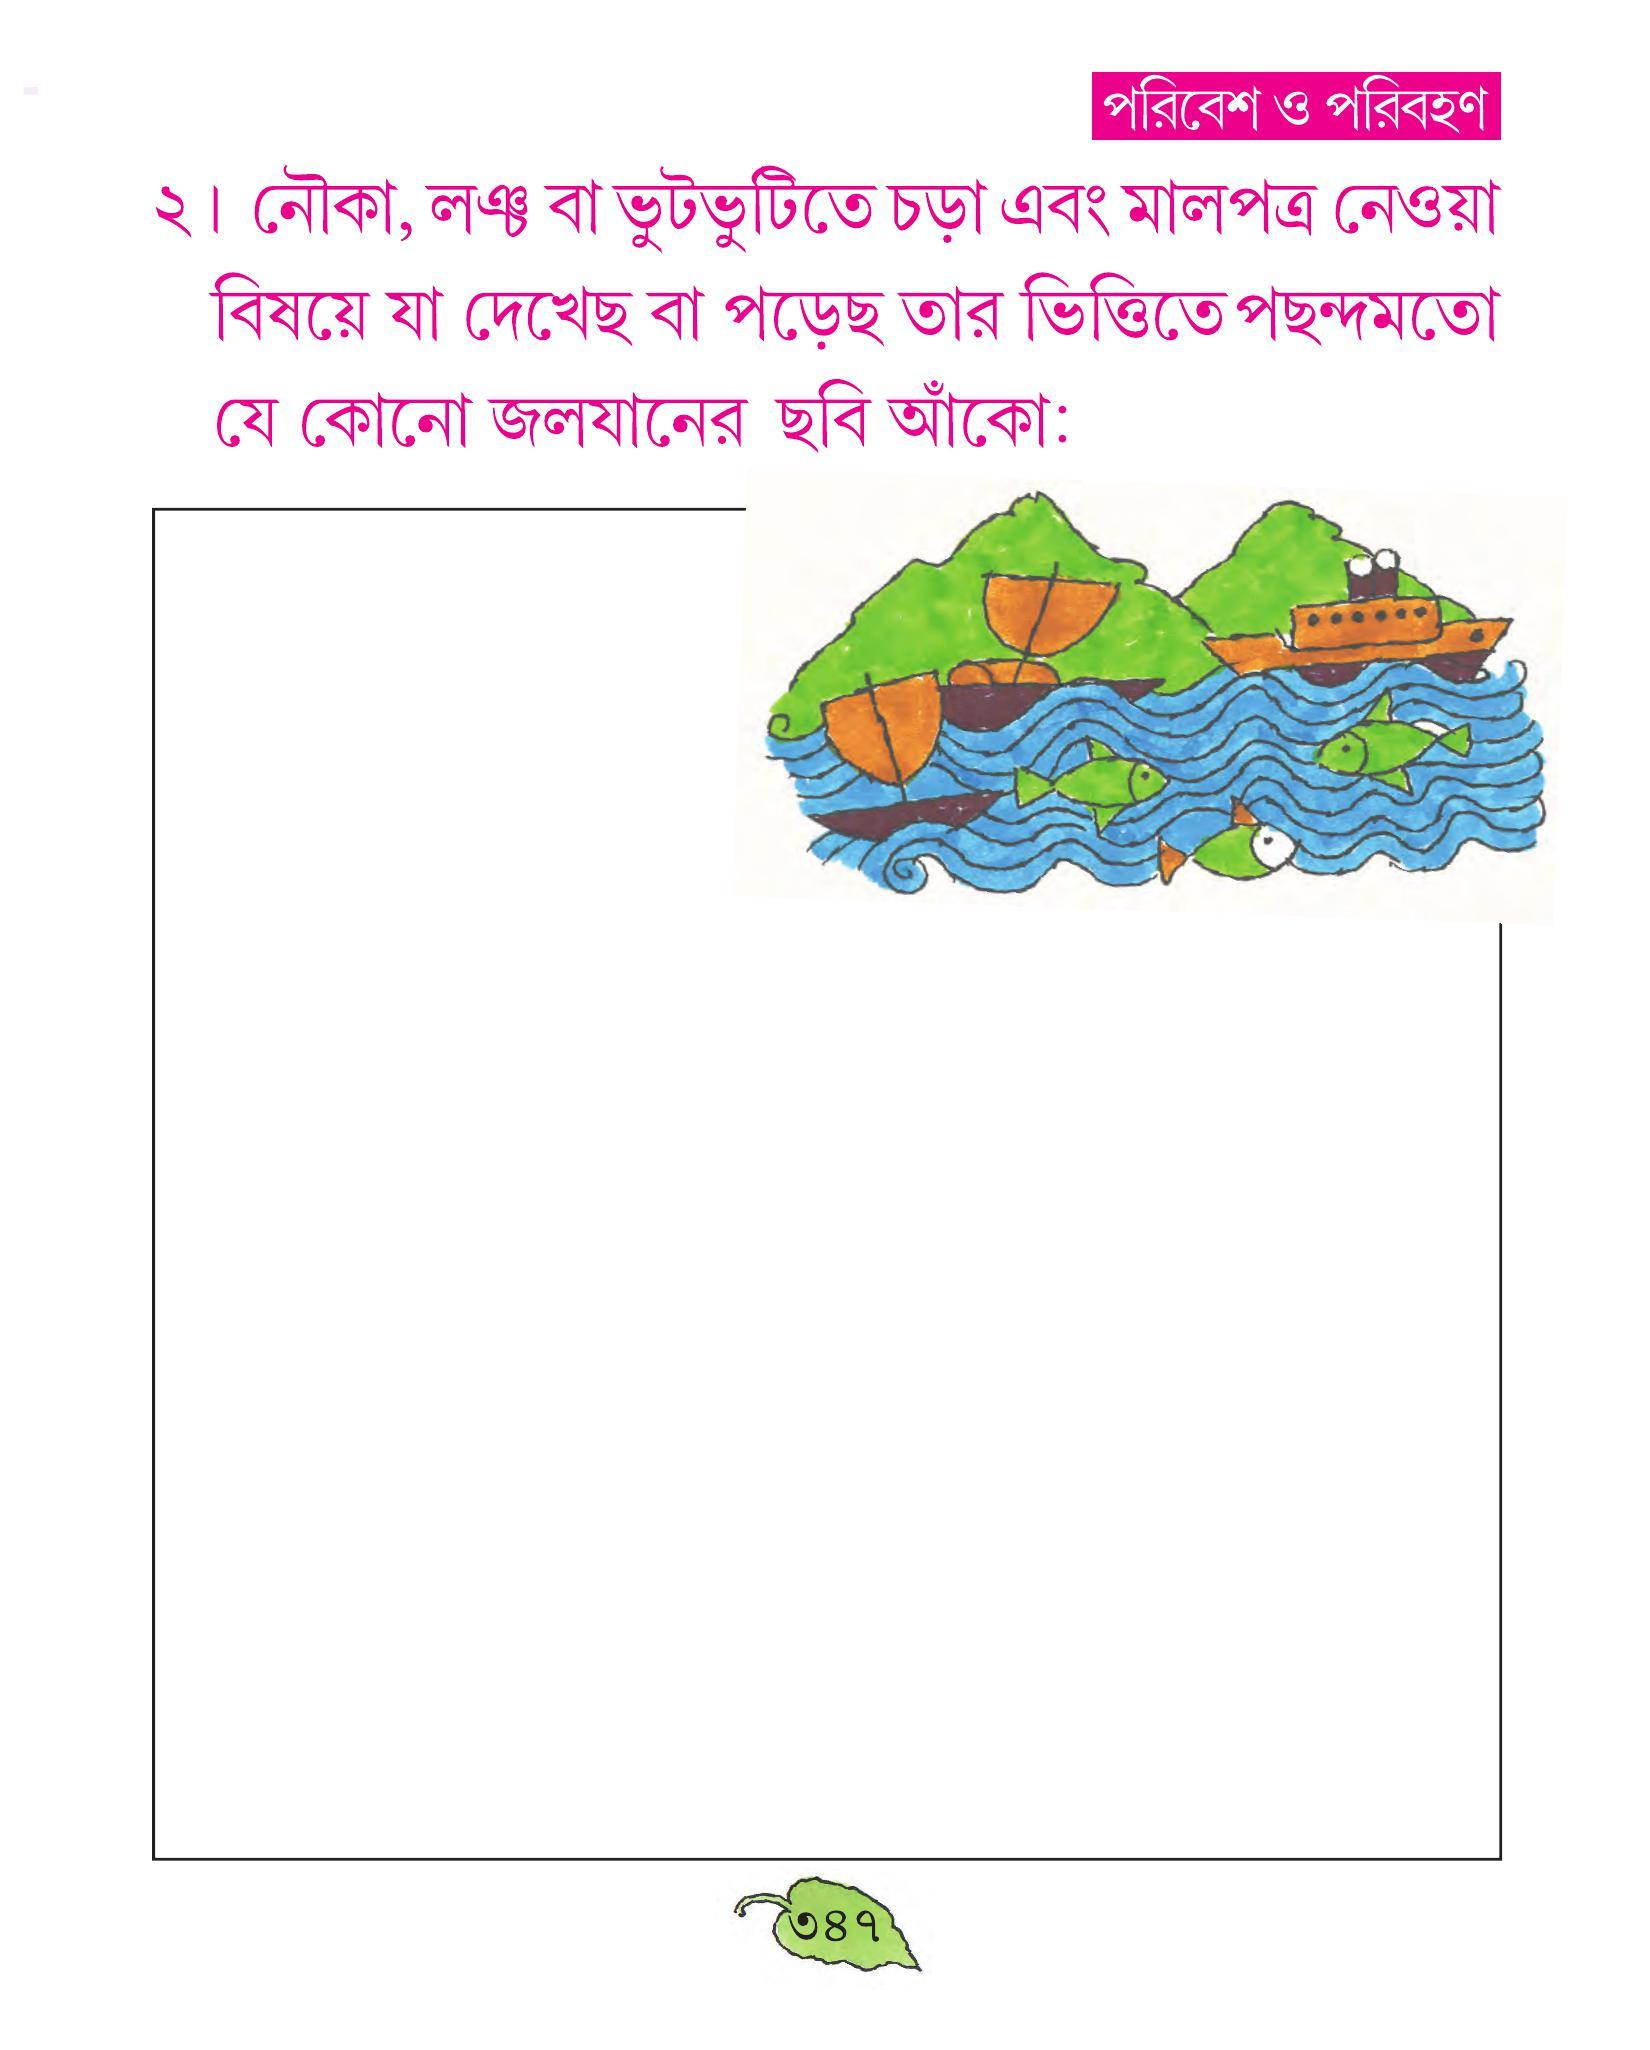 পরিবেশ ও পরিবহণ
২। নৌকা, লঞ্চ বা ভুটভুটিতে চড়া এবং মালপত্র নেওয়া
বিষয়ে যা দেখেছ বা পড়েছ তার ভিত্তিতে পছন্দমতো
যে কোনো জলযানের ছবি আঁকো:
৩৪৭